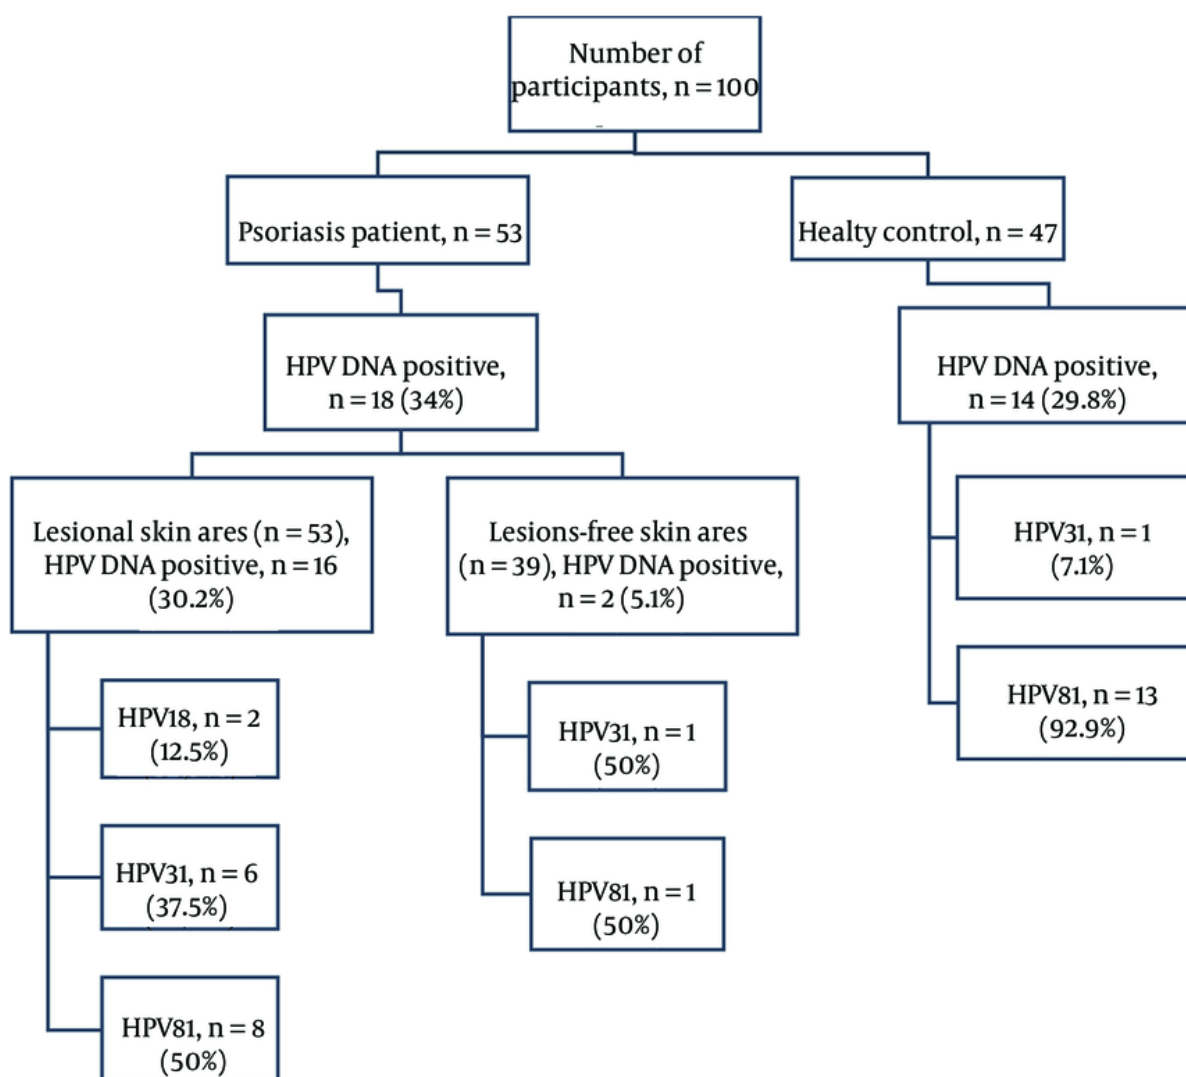 Number of
participants, n = 100
Psoriasis patient, n = 53
Healty control, n = 47
HPV DNA positive,
n = 18 (34%)
HPV DNA positive,
n = 14 (29.8%)
Lesional skin ares (n = 53),
HPV DNA positive, n = 16
(30.2%)
Lesions-free skin ares
(n = 39), HPV DNA positive,
n = 2 (5.1%)
HPV31, n = 1
(7.1%)
HPV81, n = 13
(92.9%)
HPV18, n = 2
(12.5%)
HPV31, n = 6
(37.5%)
HPV81, n = 8
(50%)
HPV31, n = 1
(50%)
HPV81, n = 1
(50%)